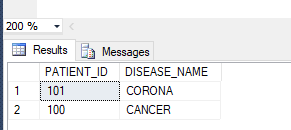 200 %
Results Messages
PATIENT_ID DISEASE_NAME
1 101 CORONA
2 100 CANCER